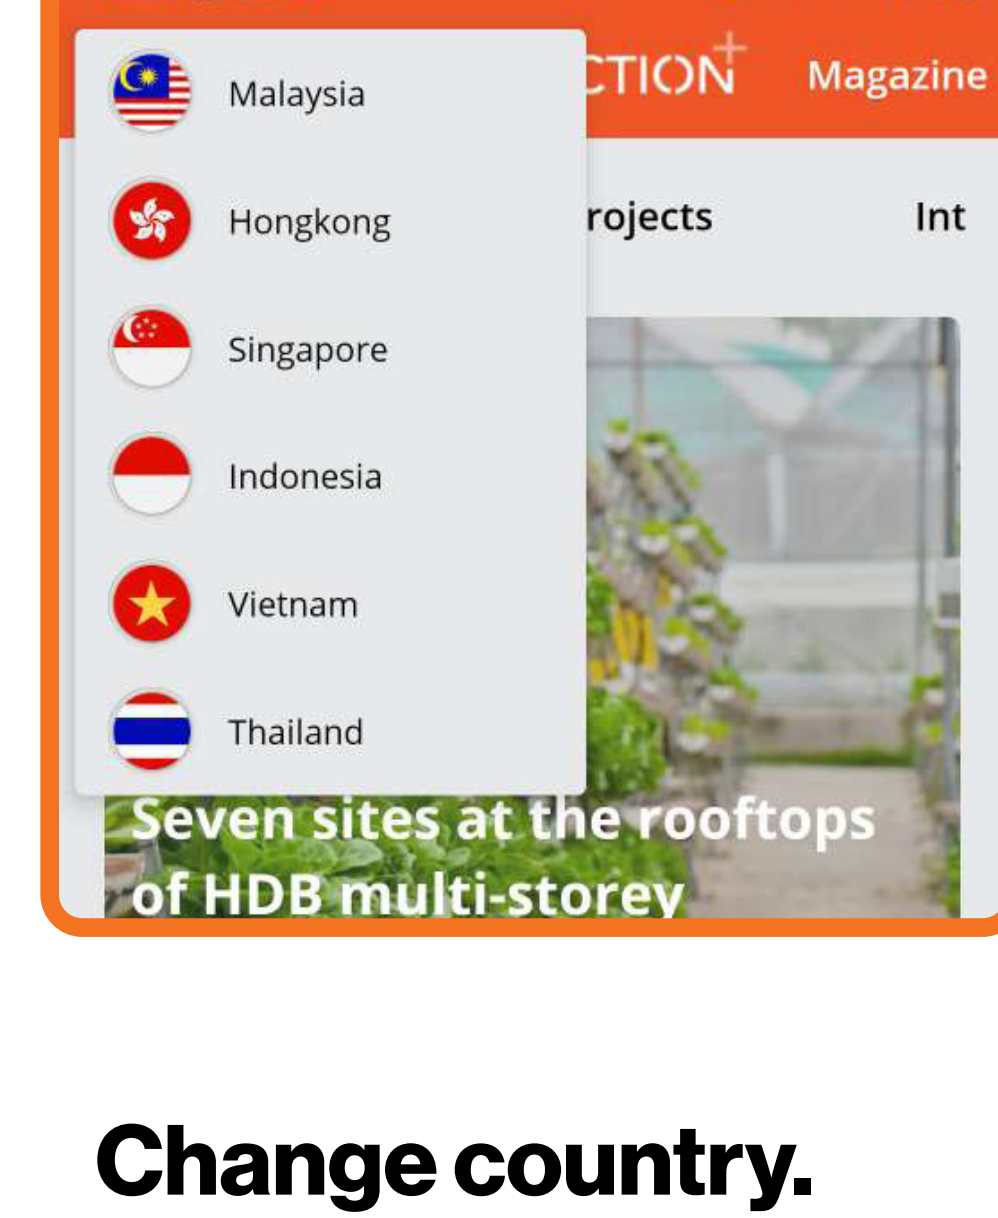 CTION+
Magazine
Malaysia
Hongkong
rojects
Int
Singapore
Indonesia
Vietnam
Thailand
Seven sites at the rooftops
of HDB multi-storey
Change country.